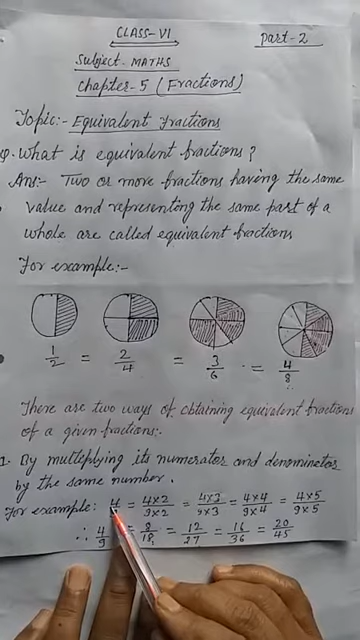 CLASS-VI
Part-2
Subject-MATHS
Chapter-5 (Fractions)
Topic:- Equivalent Fractions
Q. What is equivalent fractions?
Ans:- Two or more fractions having the same
value and representing the same part of a
whole are called equivalent fractions
For example:-
1/2 = 2/4 = 3/6 = 4/8
There are two ways of obtaining equivalent fractions
of a given fractions:-
1. By multiplying its numerator and denominator
by the same number.
For example: 4 = 4×2/9×2 = 4×3/9×3 = 4×4/9×4 = 4×5/9×5
∴ 4/9 = 8/18 = 12/27 = 16/36 = 20/45